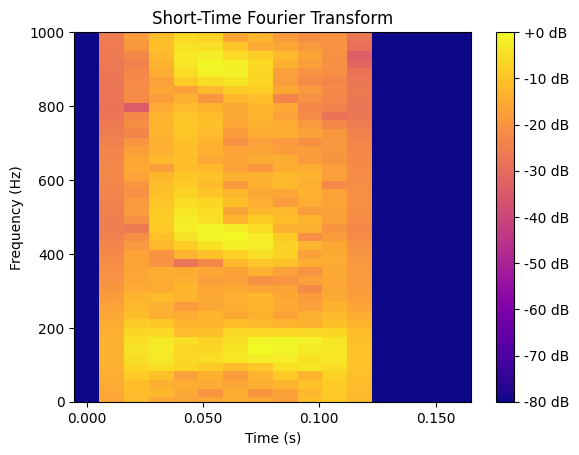 Short-Time Fourier Transform
Frequency (Hz)
1000
800
600
400
200
0
0.000
0.050
0.100
0.150
Time (s)
+0 dB
-10 dB
-20 dB
-30 dB
-40 dB
-50 dB
-60 dB
-70 dB
-80 dB